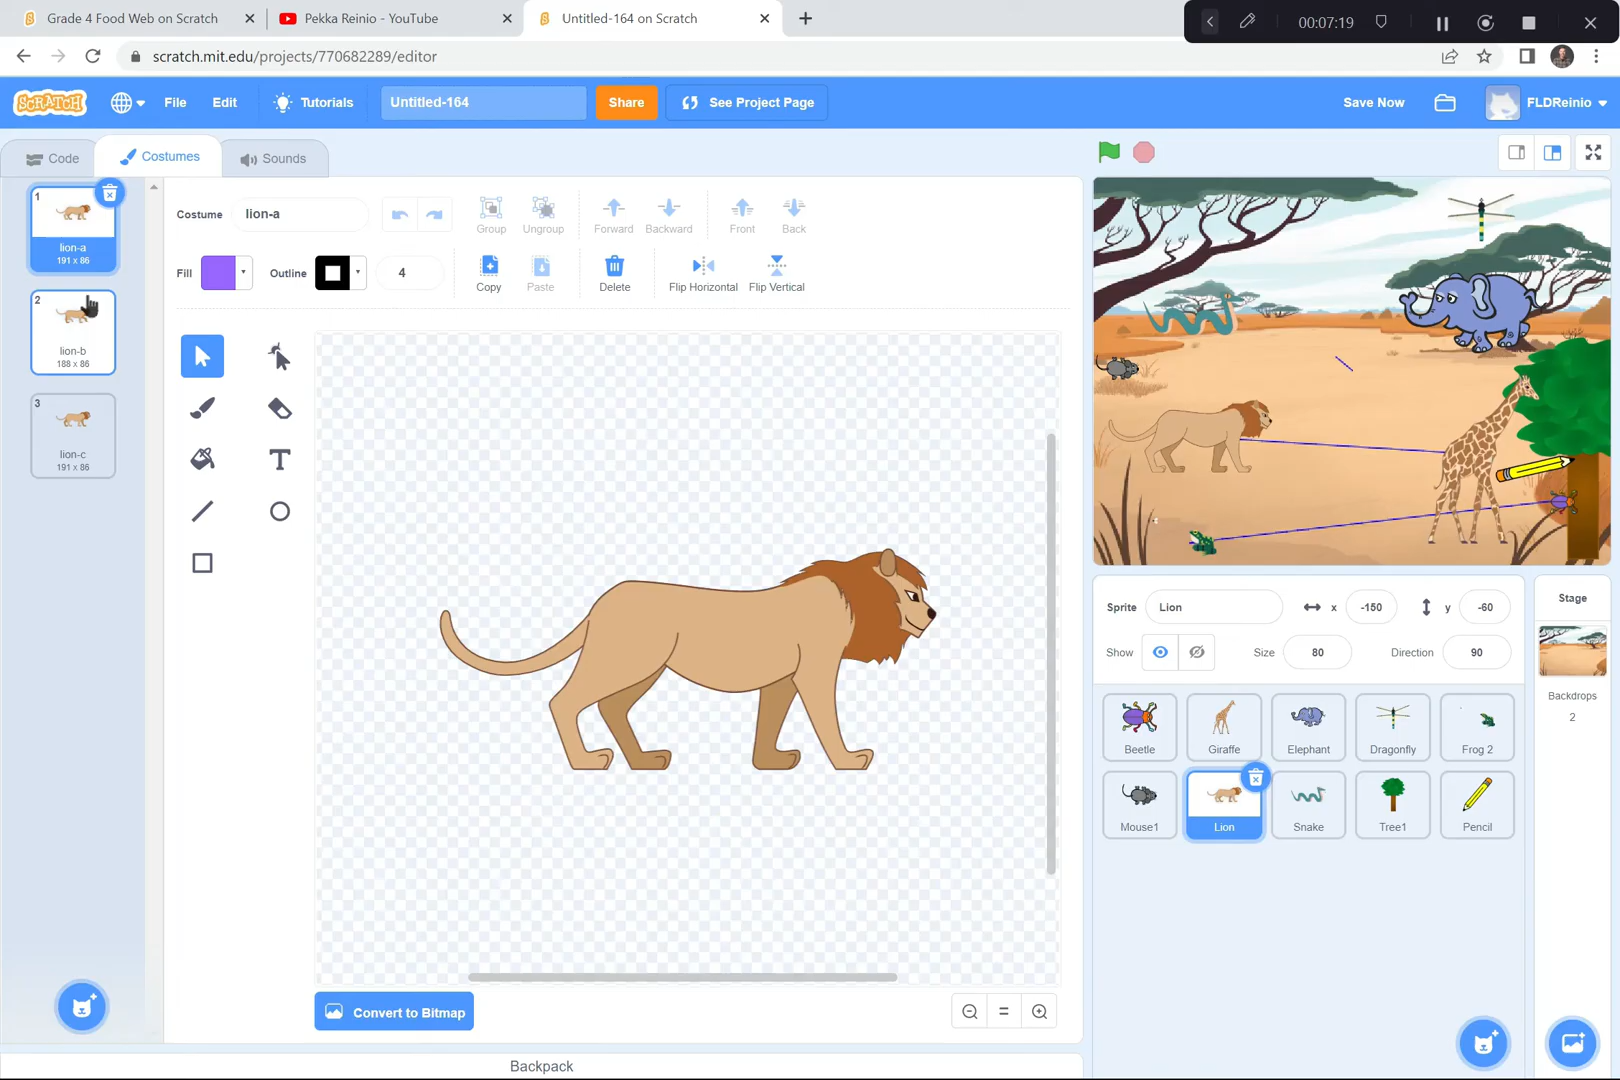 Grade 4 Food Web on Scratch
Pekka Reinio - YouTube
Untitled-164 on Scratch
00:07:19
scratch.mit.edu/projects/770682289/editor
SCRATCH
File
Edit
Tutorials
Untitled-164
Share
See Project Page
Save Now
FLDReinio
Code
Costumes
Sounds
1
lion-a
191 x 86
2
lion-b
188 x 86
3
lion-c
191 x 86
Costume
lion-a
Group
Ungroup
Forward
Backward
Front
Back
Fill
Outline
4
Copy
Paste
Delete
Flip Horizontal
Flip Vertical
Convert to Bitmap
Backpack
Sprite
Lion
x
-150
y
-60
Show
Size
80
Direction
90
Stage
Backdrops
2
Beetle
Giraffe
Elephant
Dragonfly
Frog 2
Mouse1
Lion
Snake
Tree1
Pencil